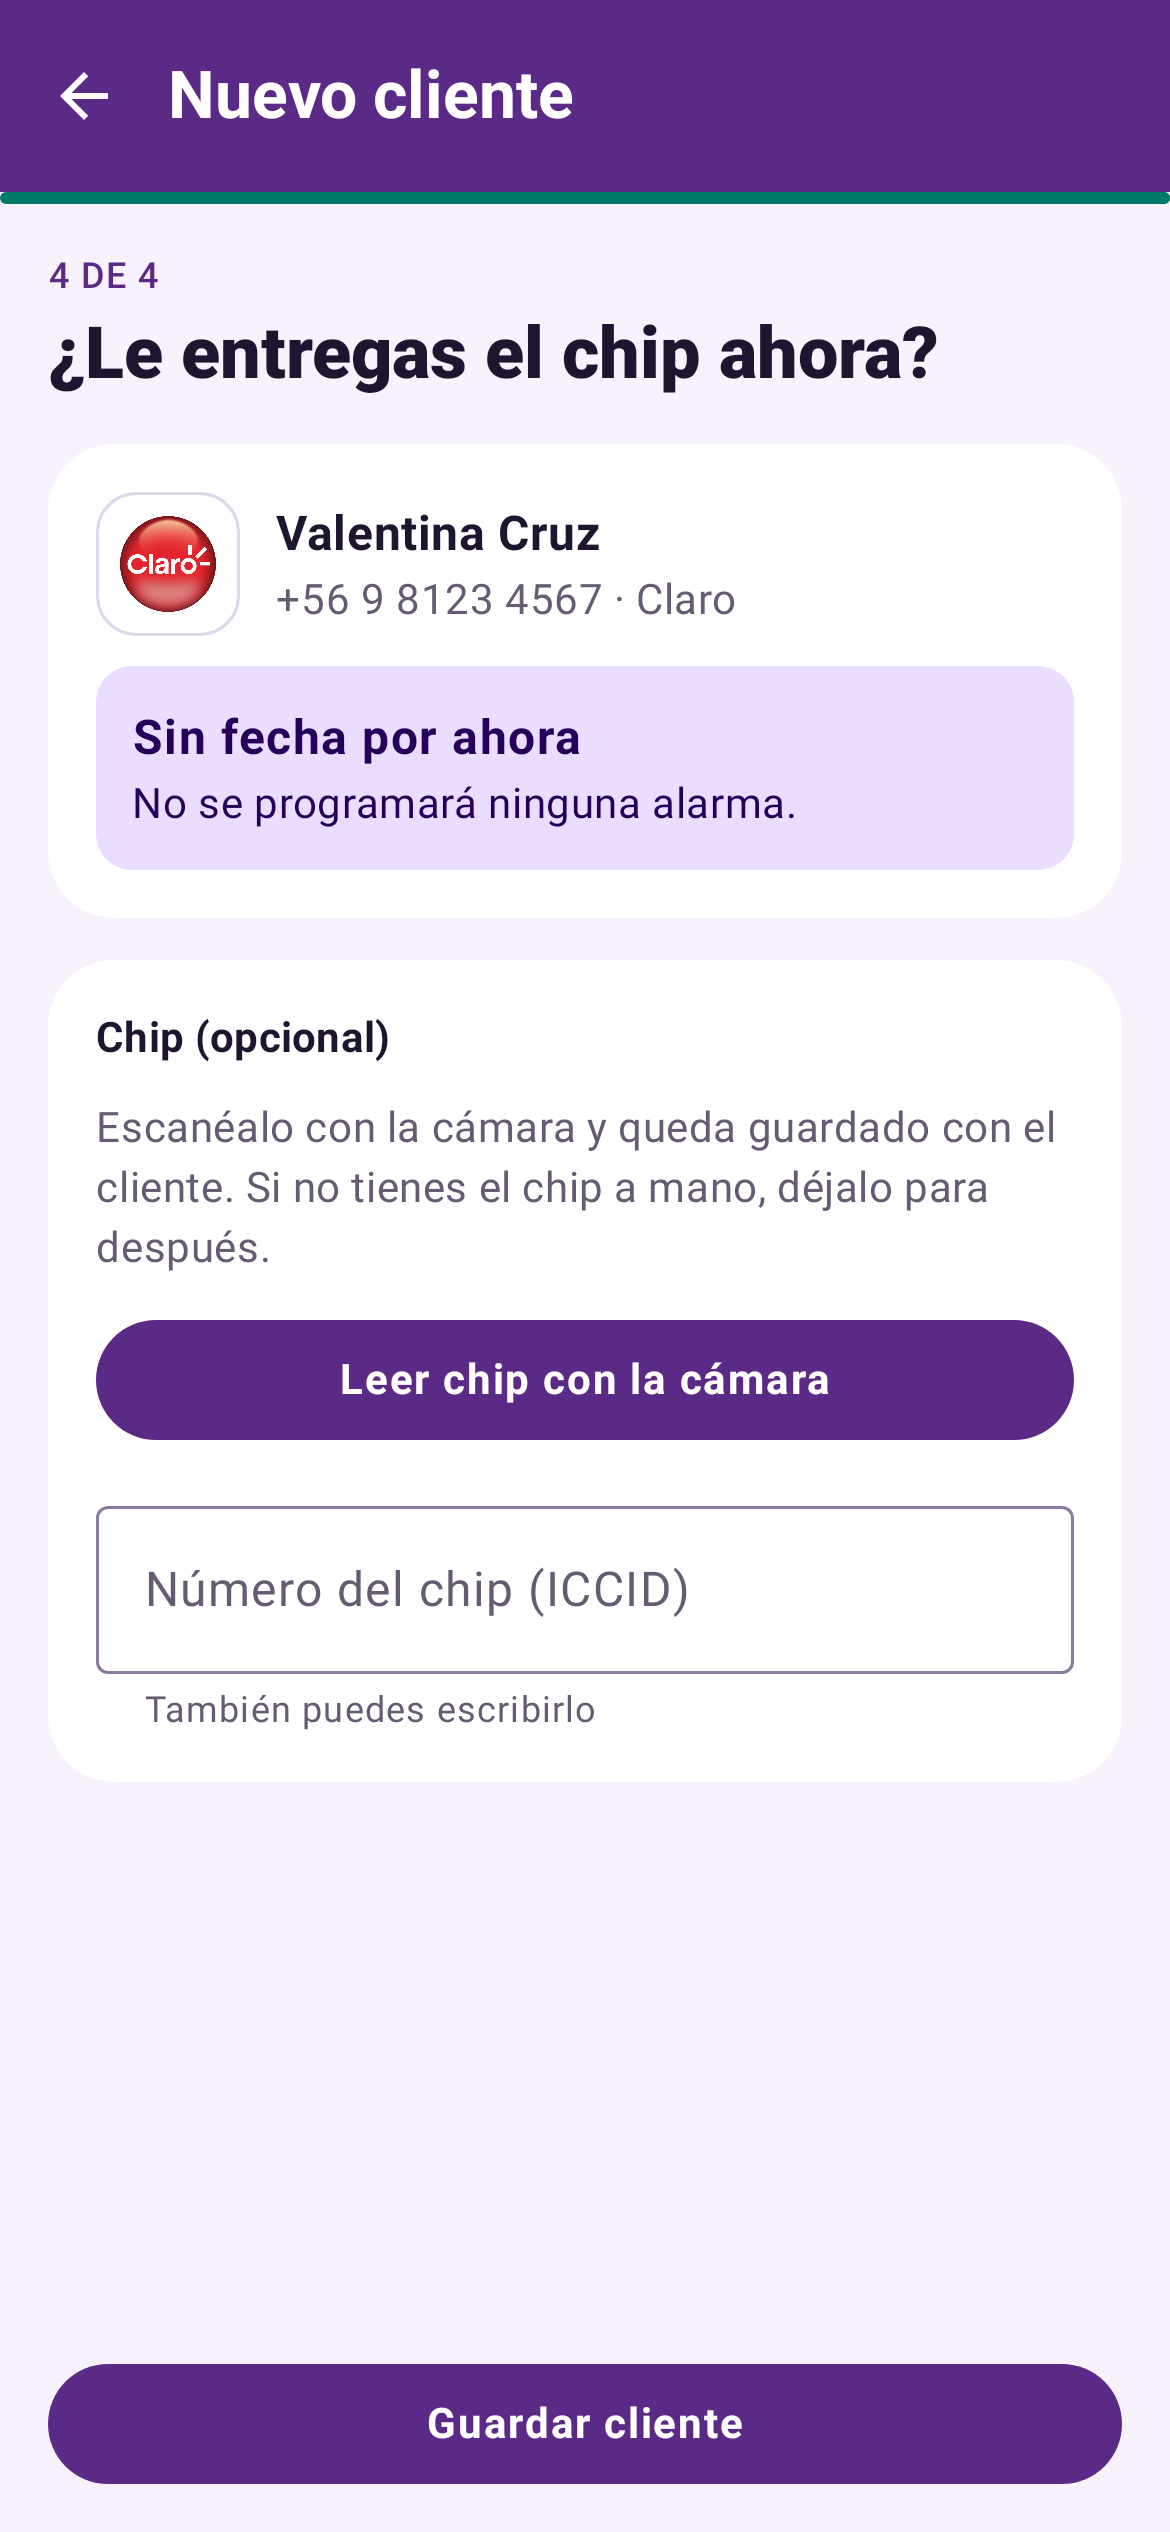 Nuevo cliente
4 DE 4
¿Le entregas el chip ahora?
Claro
Valentina Cruz
+56 9 8123 4567 · Claro
Sin fecha por ahora
No se programará ninguna alarma.
Chip (opcional)
Escanéalo con la cámara y queda guardado con el
cliente. Si no tienes el chip a mano, déjalo para
después.
Leer chip con la cámara
Número del chip (ICCID)
También puedes escribirlo
Guardar cliente